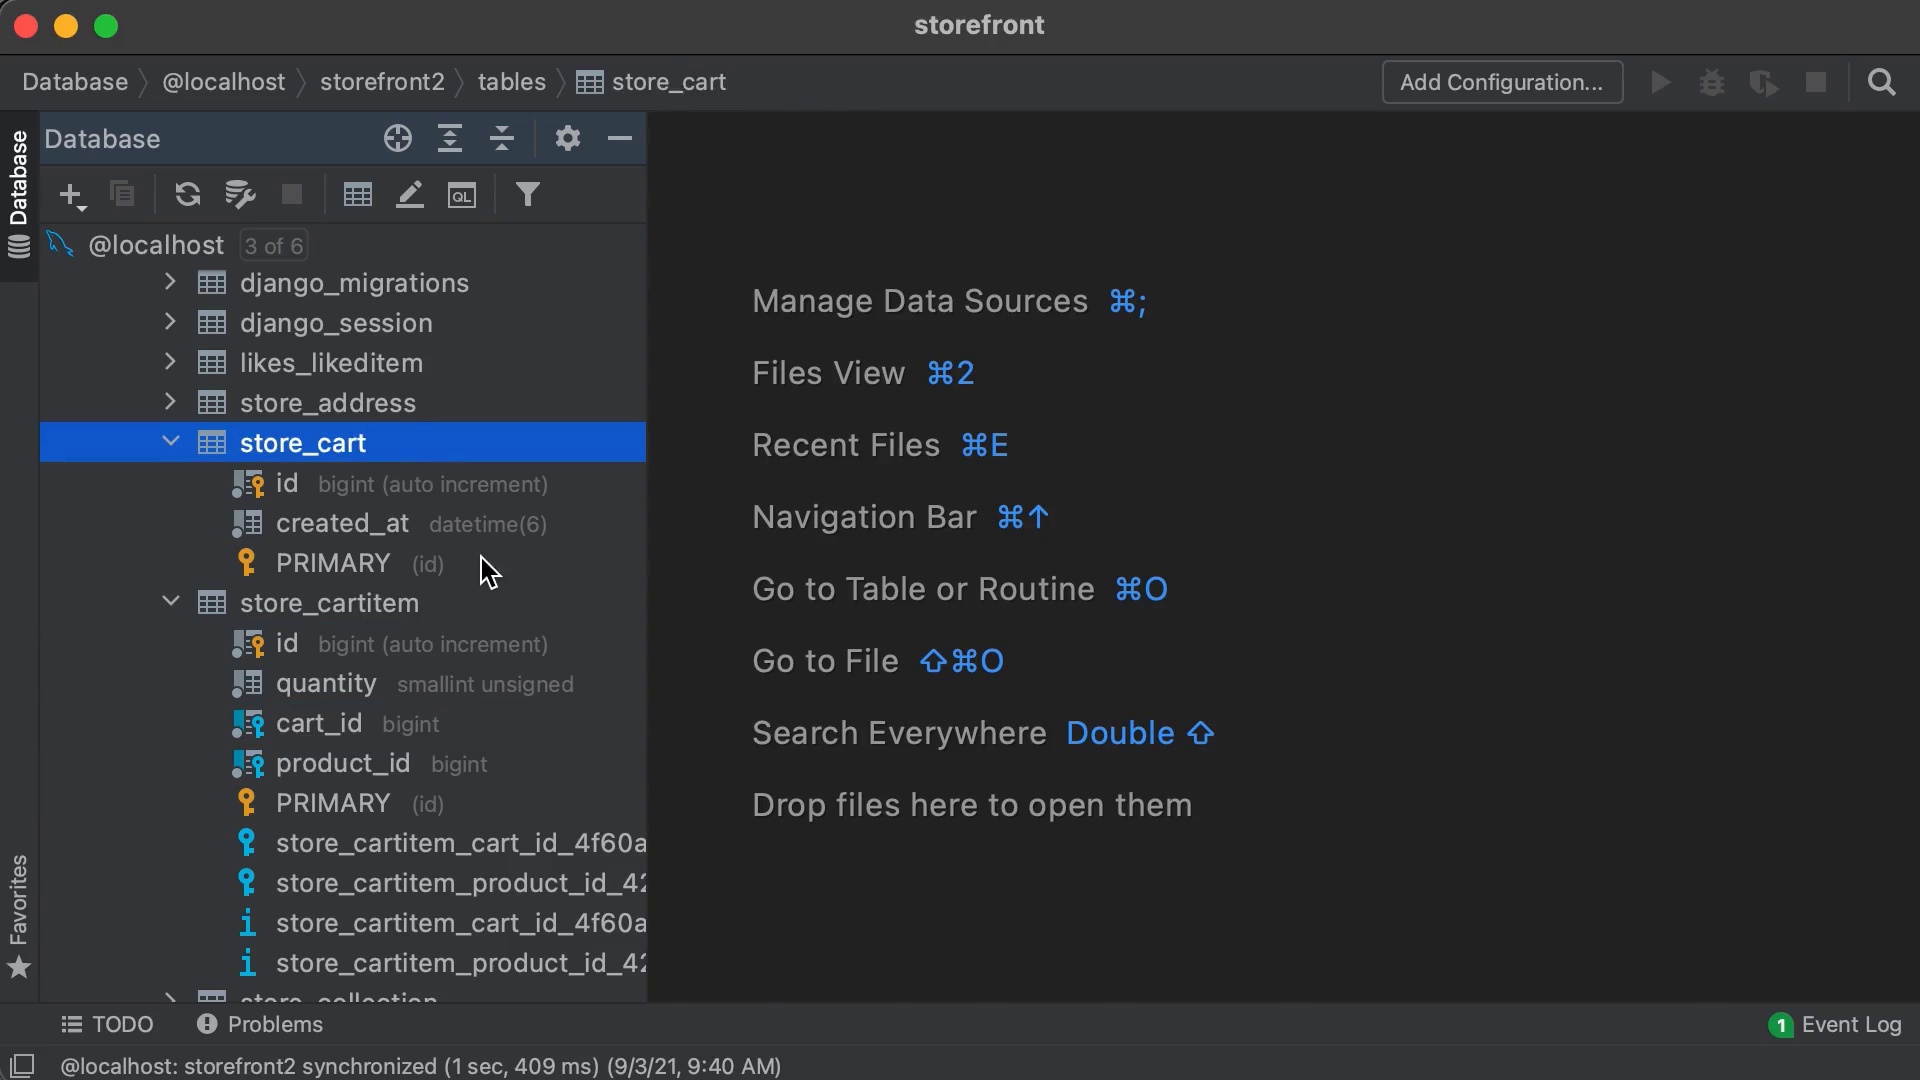 storefront
Database @localhost storefront2 tables store_cart Add Configuration...
Database
Database
QL
@localhost 3 of 6
django_migrations
django_session
likes_likeditem
store_address
store_cart
id bigint (auto increment)
created_at datetime(6)
PRIMARY (id)
store_cartitem
id bigint (auto increment)
quantity smallint unsigned
cart_id bigint
product_id bigint
PRIMARY (id)
store_cartitem_cart_id_4f60a
store_cartitem_product_id_42
store_cartitem_cart_id_4f60a
store_cartitem_product_id_42
store_collection
Manage Data Sources ⌘;
Files View ⌘2
Recent Files ⌘E
Navigation Bar ⌘↑
Go to Table or Routine ⌘O
Go to File ⇧⌘O
Search Everywhere Double ⇧
Drop files here to open them
Favorites
TODO Problems 1 Event Log
@localhost: storefront2 synchronized (1 sec, 409 ms) (9/3/21, 9:40 AM)